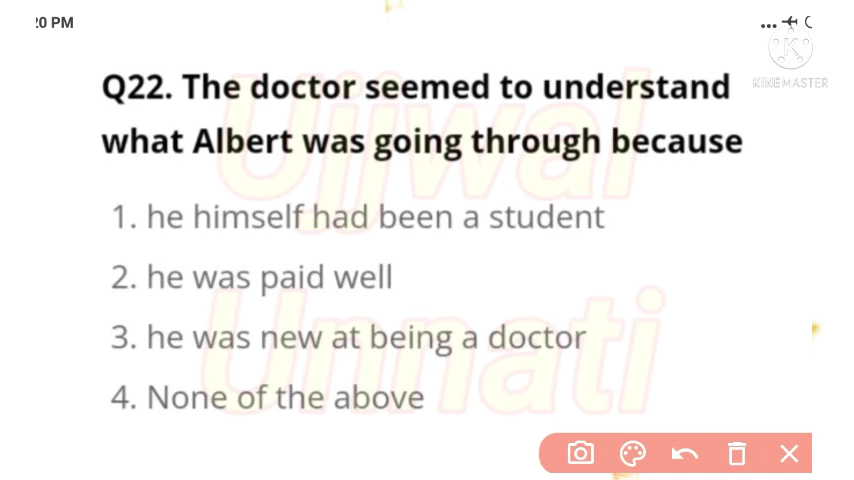 20 PM
KINEMASTER
Q22. The doctor seemed to understand
what Albert was going through because
1. he himself had been a student
2. he was paid well
3. he was new at being a doctor
4. None of the above
Ujjwal
Unnati